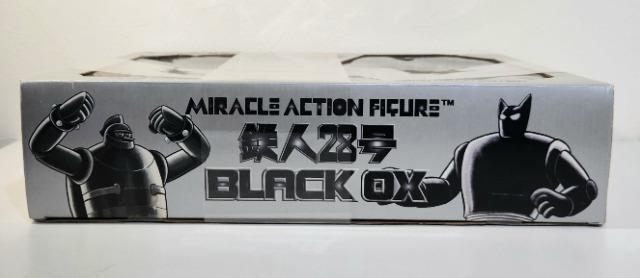 MIRACLE ACTION FIGURE™
鉄人28号
BLACK OX